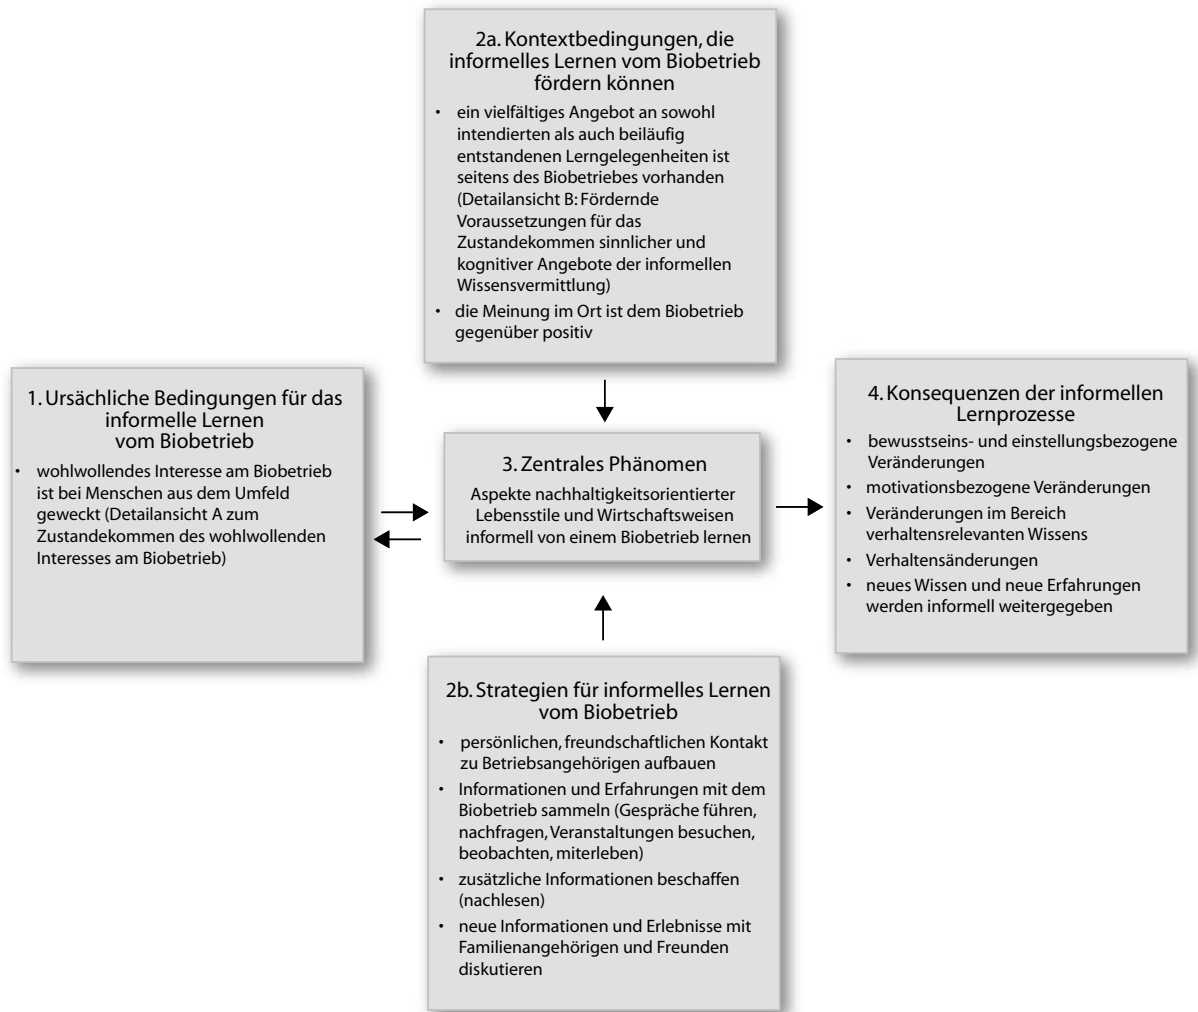 2a. Kontextbedingungen, die
informelles Lernen vom Biobetrieb
fördern können
• ein vielfältiges Angebot an sowohl
intendierten als auch beiläufig
entstandenen Lerngelegenheiten ist
seitens des Biobetriebes vorhanden
(Detailansicht B: Fördernde
Voraussetzungen für das
Zustandekommen sinnlicher und
kognitiver Angebote der informellen
Wissensvermittlung)
• die Meinung im Ort ist dem Biobetrieb
gegenüber positiv
1. Ursächliche Bedingungen für das
informelle Lernen
vom Biobetrieb
• wohlwollendes Interesse am Biobetrieb
ist bei Menschen aus dem Umfeld
geweckt (Detailansicht A zum
Zustandekommen des wohlwollenden
Interesses am Biobetrieb)
3. Zentrales Phänomen
Aspekte nachhaltigkeitsorientierter
Lebensstile und Wirtschaftsweisen
informell von einem Biobetrieb lernen
4. Konsequenzen der informellen
Lernprozesse
• bewusstseins- und einstellungsbezogene
Veränderungen
• motivationsbezogene Veränderungen
• Veränderungen im Bereich
verhaltensrelevanten Wissens
• Verhaltensänderungen
• neues Wissen und neue Erfahrungen
werden informell weitergegeben
2b. Strategien für informelles Lernen
vom Biobetrieb
• persönlichen, freundschaftlichen Kontakt
zu Betriebsangehörigen aufbauen
• Informationen und Erfahrungen mit dem
Biobetrieb sammeln (Gespräche führen,
nachfragen, Veranstaltungen besuchen,
beobachten, miterleben)
• zusätzliche Informationen beschaffen
(nachlesen)
• neue Informationen und Erlebnisse mit
Familienangehörigen und Freunden
diskutieren